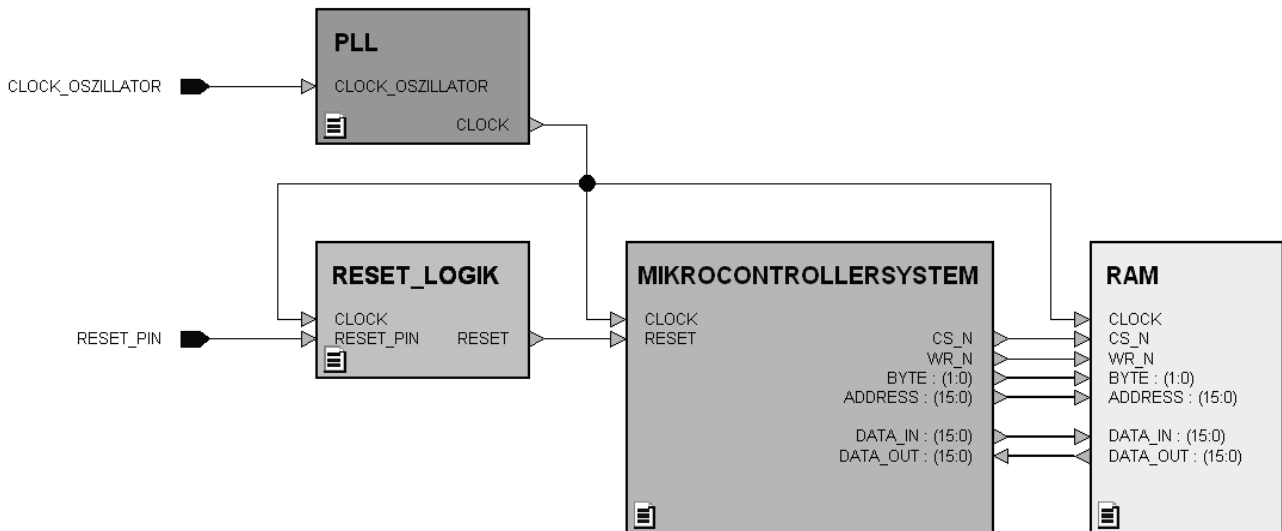 PLL
CLOCK_OSZILLATOR CLOCK_OSZILLATOR
CLOCK
RESET_LOGIK MIKROCONTROLLERSYSTEM RAM
CLOCK CLOCK CLOCK
RESET_PIN RESET_PIN RESET RESET CS_N CS_N
WR_N WR_N
BYTE : (1:0) BYTE : (1:0)
ADDRESS : (15:0) ADDRESS : (15:0)
DATA_IN : (15:0) DATA_IN : (15:0)
DATA_OUT : (15:0) DATA_OUT : (15:0)